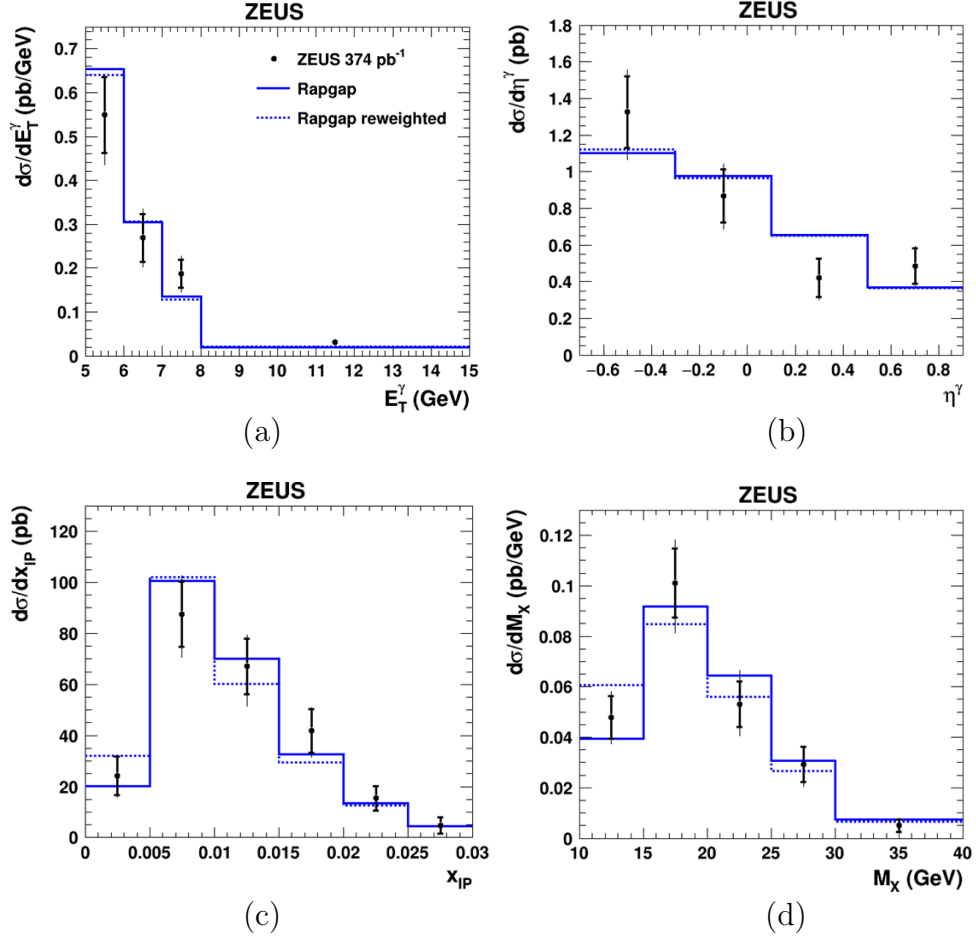 ZEUS
dσ/dE_T^γ (pb/GeV)
0.7
0.6
0.5
0.4
0.3
0.2
0.1
0
ZEUS 374 pb⁻¹
Rapgap
Rapgap reweighted
5 6 7 8 9 10 11 12 13 14 15
E_T^γ (GeV)
(a)
ZEUS
dσ/dη^γ (pb)
1.8
1.6
1.4
1.2
1
0.8
0.6
0.4
0.2
0
−0.6 −0.4 −0.2 0 0.2 0.4 0.6 0.8
η^γ
(b)
ZEUS
dσ/dx_IP (pb)
120
100
80
60
40
20
0
0 0.005 0.01 0.015 0.02 0.025 0.03
x_IP
(c)
ZEUS
dσ/dM_X (pb/GeV)
0.12
0.1
0.08
0.06
0.04
0.02
0
10 15 20 25 30 35 40
M_X (GeV)
(d)